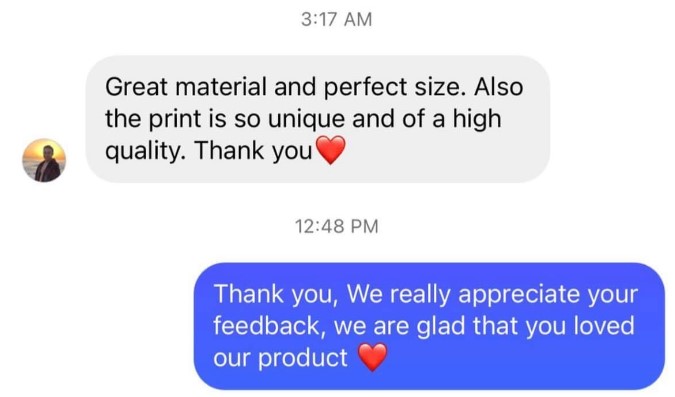 3:17 AM
Great material and perfect size. Also
the print is so unique and of a high
quality. Thank you❤️
12:48 PM
Thank you, We really appreciate your
feedback, we are glad that you loved
our product ❤️